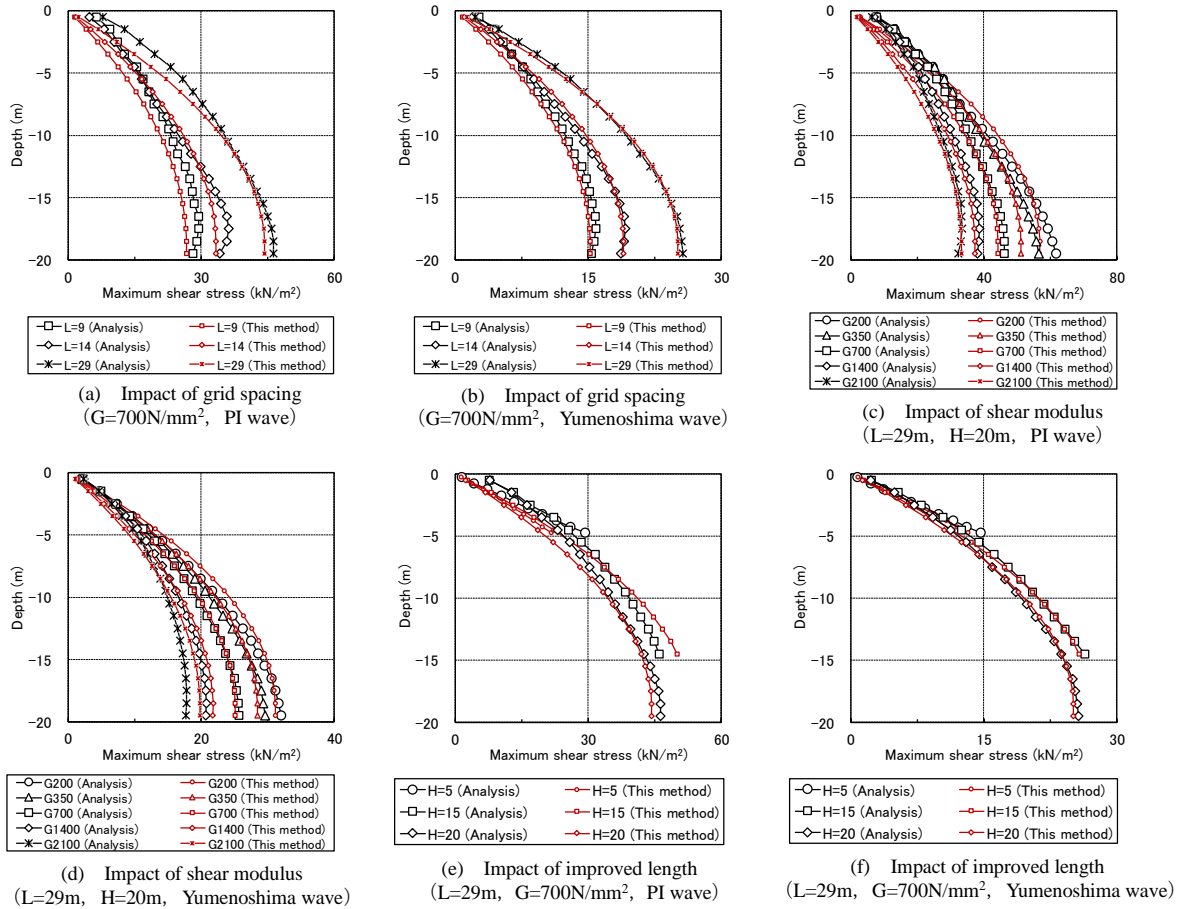 0
−5
−10
−15
−20
0 30 60
Depth (m)
Maximum shear stress (kN/m²)
L=9 (Analysis) L=9 (This method)
L=14 (Analysis) L=14 (This method)
L=29 (Analysis) L=29 (This method)
(a) Impact of grid spacing
(G=700N/mm², PI wave)
0
−5
−10
−15
−20
0 15 30
Depth (m)
Maximum shear stress (kN/m²)
L=9 (Analysis) L=9 (This method)
L=14 (Analysis) L=14 (This method)
L=29 (Analysis) L=29 (This method)
(b) Impact of grid spacing
(G=700N/mm², Yumenoshima wave)
0
−5
−10
−15
−20
0 40 80
Depth (m)
Maximum shear stress (kN/m²)
G200 (Analysis) G200 (This method)
G350 (Analysis) G350 (This method)
G700 (Analysis) G700 (This method)
G1400 (Analysis) G1400 (This method)
G2100 (Analysis) G2100 (This method)
(c) Impact of shear modulus
(L=29m, H=20m, PI wave)
0
−5
−10
−15
−20
0 20 40
Depth (m)
Maximum shear stress (kN/m²)
G200 (Analysis) G200 (This method)
G350 (Analysis) G350 (This method)
G700 (Analysis) G700 (This method)
G1400 (Analysis) G1400 (This method)
G2100 (Analysis) G2100 (This method)
(d) Impact of shear modulus
(L=29m, H=20m, Yumenoshima wave)
0
−5
−10
−15
−20
0 30 60
Depth (m)
Maximum shear stress (kN/m²)
H=5 (Analysis) H=5 (This method)
H=15 (Analysis) H=15 (This method)
H=20 (Analysis) H=20 (This method)
(e) Impact of improved length
(L=29m, G=700N/mm², PI wave)
0
−5
−10
−15
−20
0 15 30
Depth (m)
Maximum shear stress (kN/m²)
H=5 (Analysis) H=5 (This method)
H=15 (Analysis) H=15 (This method)
H=20 (Analysis) H=20 (This method)
(f) Impact of improved length
(L=29m, G=700N/mm², Yumenoshima wave)